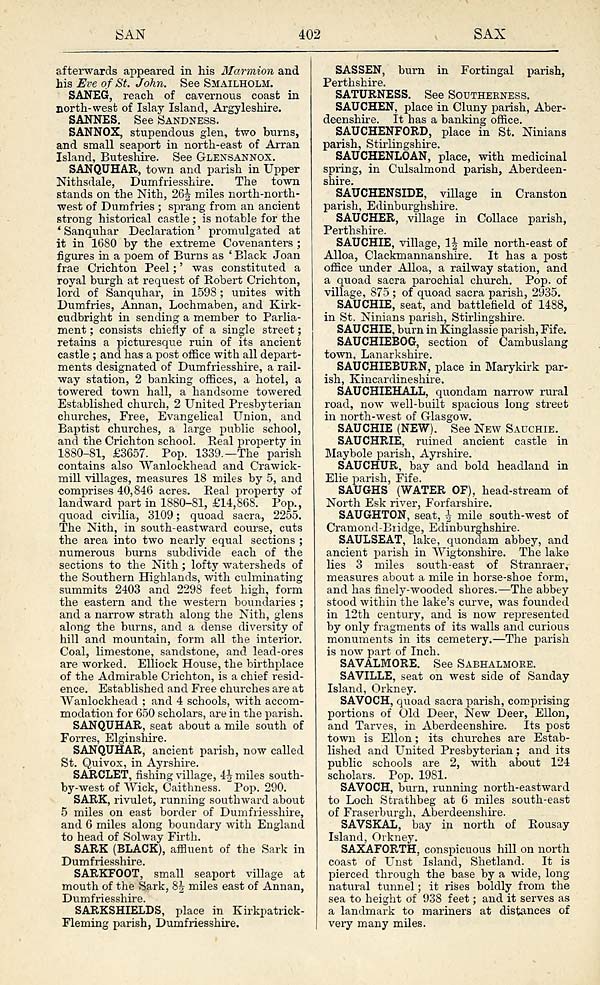 SAN 402 SAX
afterwards appeared in his Marmion and
his Eve of St. John. See SMAILHOLM.
SANEG, reach of cavernous coast in
north-west of Islay Island, Argyleshire.
SANNES. See SANDNESS.
SANNOX, stupendous glen, two burns,
and small seaport in north-east of Arran
Island, Buteshire. See GLENSANNOX.
SANQUHAR, town and parish in Upper
Nithsdale, Dumfriesshire. The town
stands on the Nith, 26½ miles north-north-
west of Dumfries ; sprang from an ancient
strong historical castle ; is notable for the
‘ Sanquhar Declaration ’ promulgated at
it in 1680 by the extreme Covenanters ;
figures in a poem of Burns as ‘ Black Joan
frae Crichton Peel ; ’ was constituted a
royal burgh at request of Robert Crichton,
lord of Sanquhar, in 1598 ; unites with
Dumfries, Annan, Lochmaben, and Kirk-
cudbright in sending a member to Parlia-
ment ; consists chiefly of a single street ;
retains a picturesque ruin of its ancient
castle ; and has a post office with all depart-
ments designated of Dumfriesshire, a rail-
way station, 2 banking offices, a hotel, a
towered town hall, a handsome towered
Established church, 2 United Presbyterian
churches, Free, Evangelical Union, and
Baptist churches, a large public school,
and the Crichton school. Real property in
1880-81, £3657. Pop. 1339.—The parish
contains also Wanlockhead and Crawick-
mill villages, measures 18 miles by 5, and
comprises 40,846 acres. Real property of
landward part in 1880-81, £14,868. Pop.,
quoad civilia, 3109 ; quoad sacra, 2255.
The Nith, in south-eastward course, cuts
the area into two nearly equal sections ;
numerous burns subdivide each of the
sections to the Nith ; lofty watersheds of
the Southern Highlands, with culminating
summits 2403 and 2298 feet high, form
the eastern and the western boundaries ;
and a narrow strath along the Nith, glens
along the burns, and a dense diversity of
hill and mountain, form all the interior.
Coal, limestone, sandstone, and lead-ores
are worked. Elliock House, the birthplace
of the Admirable Crichton, is a chief resid-
ence. Established and Free churches are at
Wanlockhead ; and 4 schools, with accom-
modation for 650 scholars, are in the parish.
SANQUHAR, seat about a mile south of
Forres, Elginshire.
SANQUHAR, ancient parish, now called
St. Quivox, in Ayrshire.
SARCLET, fishing village, 4½ miles south-
by-west of Wick, Caithness. Pop. 290.
SARK, rivulet, running southward about
5 miles on east border of Dumfriesshire,
and 6 miles along boundary with England
to head of Solway Firth.
SARK (BLACK), affluent of the Sark in
Dumfriesshire.
SARKFOOT, small seaport village at
mouth of the Sark, 8½ miles east of Annan,
Dumfriesshire.
SARKSHIELDS, place in Kirkpatrick-
Fleming parish, Dumfriesshire.
SASSEN, burn in Fortingal parish,
Perthshire.
SATURNESS. See SOUTHERNESS.
SAUCHEN, place in Cluny parish, Aber-
deenshire. It has a banking office.
SAUCHENFORD, place in St. Ninians
parish, Stirlingshire.
SAUCHENLOAN, place, with medicinal
spring, in Culsalmond parish, Aberdeen-
shire.
SAUCHENSIDE, village in Cranston
parish, Edinburghshire.
SAUCHER, village in Collace parish,
Perthshire.
SAUCHIE, village, 1½ mile north-east of
Alloa, Clackmannanshire. It has a post
office under Alloa, a railway station, and
a quoad sacra parochial church. Pop. of
village, 875 ; of quoad sacra parish, 2935.
SAUCHIE, seat, and battlefield of 1488,
in St. Ninians parish, Stirlingshire.
SAUCHIE, burn in Kinglassie parish, Fife.
SAUCHIEBOG, section of Cambuslang
town, Lanarkshire.
SAUCHIEBURN, place in Marykirk par-
ish, Kincardineshire.
SAUCHIEHALL, quondam narrow rural
road, now well-built spacious long street
in north-west of Glasgow.
SAUCHIE (NEW). See NEW SAUCHIE.
SAUCHRIE, ruined ancient castle in
Maybole parish, Ayrshire.
SAUCHUR, bay and bold headland in
Elie parish, Fife.
SAUGHS (WATER OF), head-stream of
North Esk river, Forfarshire.
SAUGHTON, seat, ½ mile south-west of
Cramond-Bridge, Edinburghshire.
SAULSEAT, lake, quondam abbey, and
ancient parish in Wigtonshire. The lake
lies 3 miles south-east of Stranraer,
measures about a mile in horse-shoe form,
and has finely-wooded shores.—The abbey
stood within the lake’s curve, was founded
in 12th century, and is now represented
by only fragments of its walls and curious
monuments in its cemetery.—The parish
is now part of Inch.
SAVALMORE. See SABHALMORE.
SAVILLE, seat on west side of Sanday
Island, Orkney.
SAVOCH, quoad sacra parish, comprising
portions of Old Deer, New Deer, Ellon,
and Tarves, in Aberdeenshire. Its post
town is Ellon ; its churches are Estab-
lished and United Presbyterian ; and its
public schools are 2, with about 124
scholars. Pop. 1981.
SAVOCH, burn, running north-eastward
to Loch Strathbeg at 6 miles south-east
of Fraserburgh, Aberdeenshire.
SAVSKAL, bay in north of Rousay
Island, Orkney.
SAXAFORTH, conspicuous hill on north
coast of Unst Island, Shetland. It is
pierced through the base by a wide, long
natural tunnel ; it rises boldly from the
sea to height of 938 feet ; and it serves as
a landmark to mariners at distances of
very many miles.